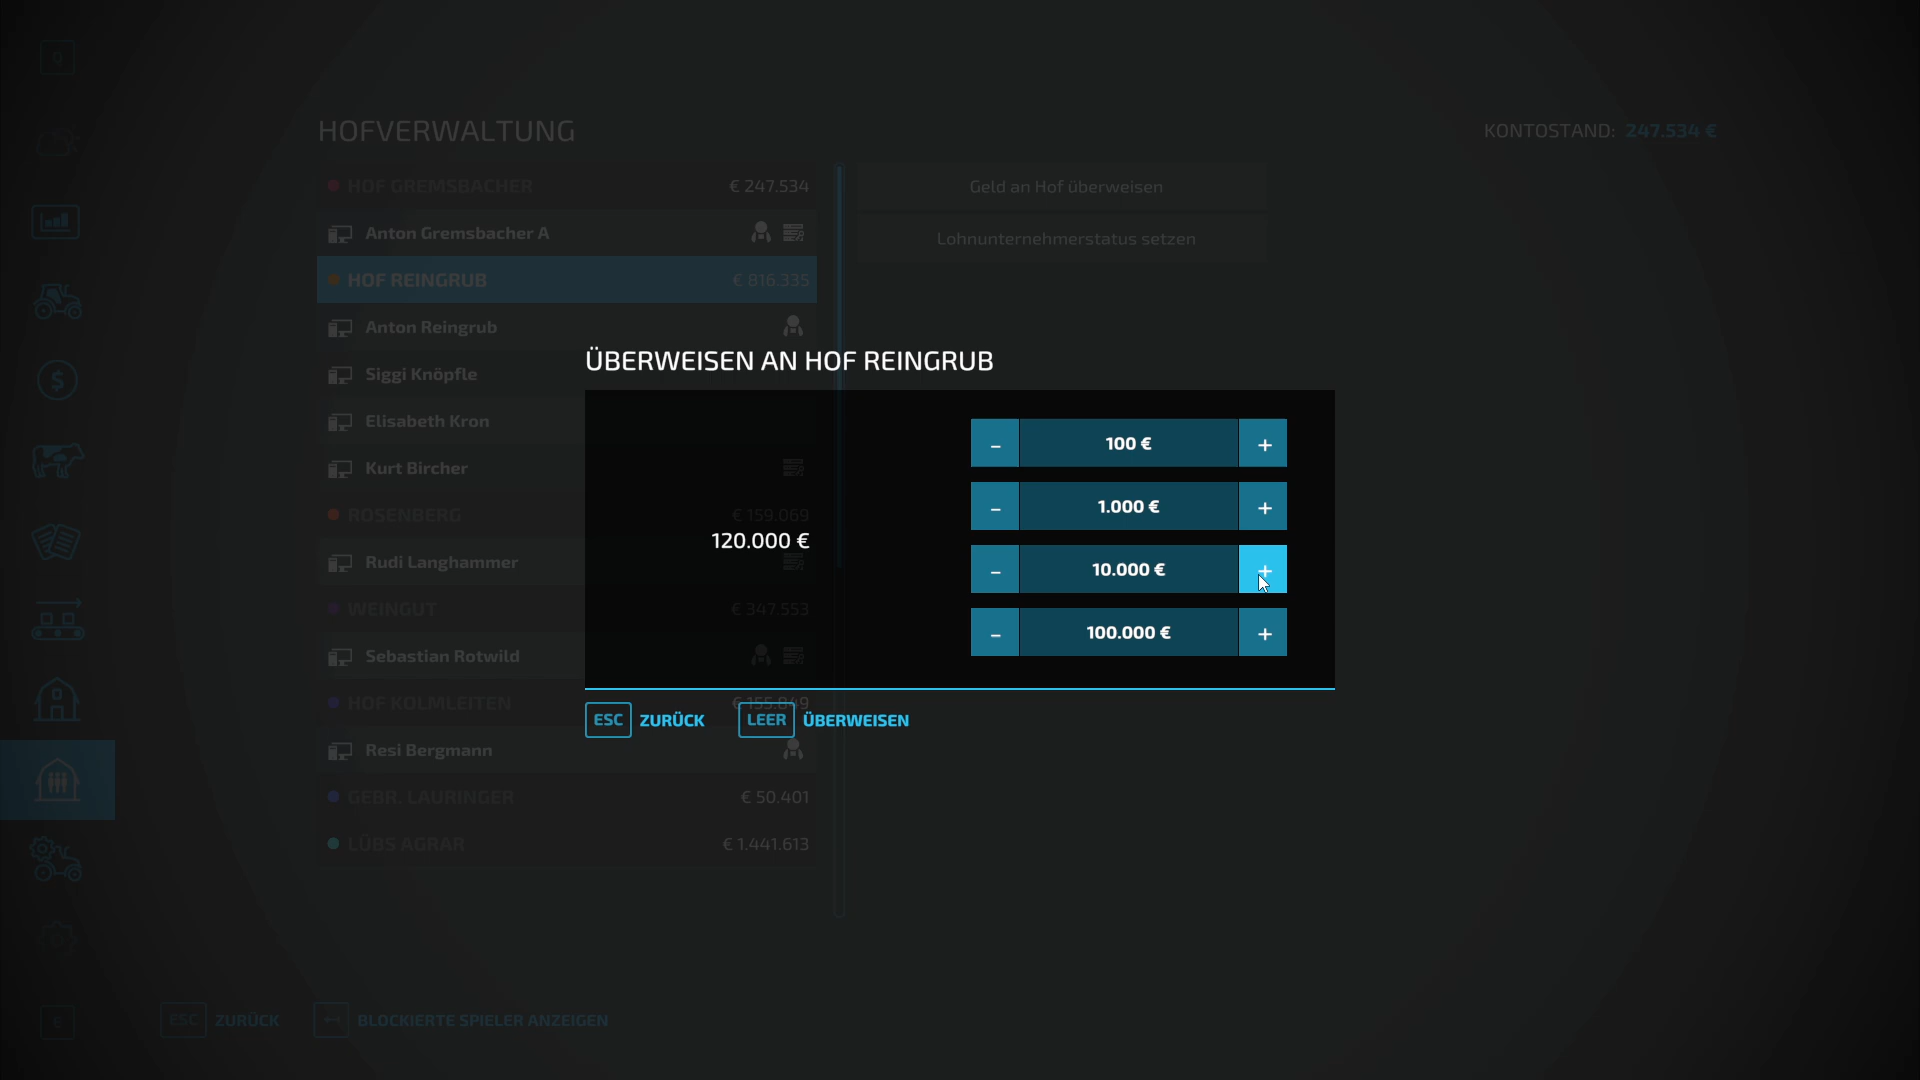 Q
HOFVERWALTUNG
KONTOSTAND: 247.534 €
HOF GREMSBACHER € 247.534
Geld an Hof überweisen
Anton Gremsbacher A
Lohnunternehmerstatus setzen
HOF REINGRUB € 816.335
Anton Reingrub
ÜBERWEISEN AN HOF REINGRUB
Siggi Knöpfle
Elisabeth Kron
Kurt Bircher
ROSENBERG € 159.069
Rudi Langhammer
WEINGUT € 347.553
Sebastian Rotwild
HOF KOLMLEITEN € 155.849
Resi Bergmann
GEBR. LAURINGER € 50.401
LÜBS AGRAR € 1.441.613
120.000 €
- 100 € +
- 1.000 € +
- 10.000 € +
- 100.000 € +
ESC ZURÜCK LEER ÜBERWEISEN
E
ESC ZURÜCK BLOCKIERTE SPIELER ANZEIGEN